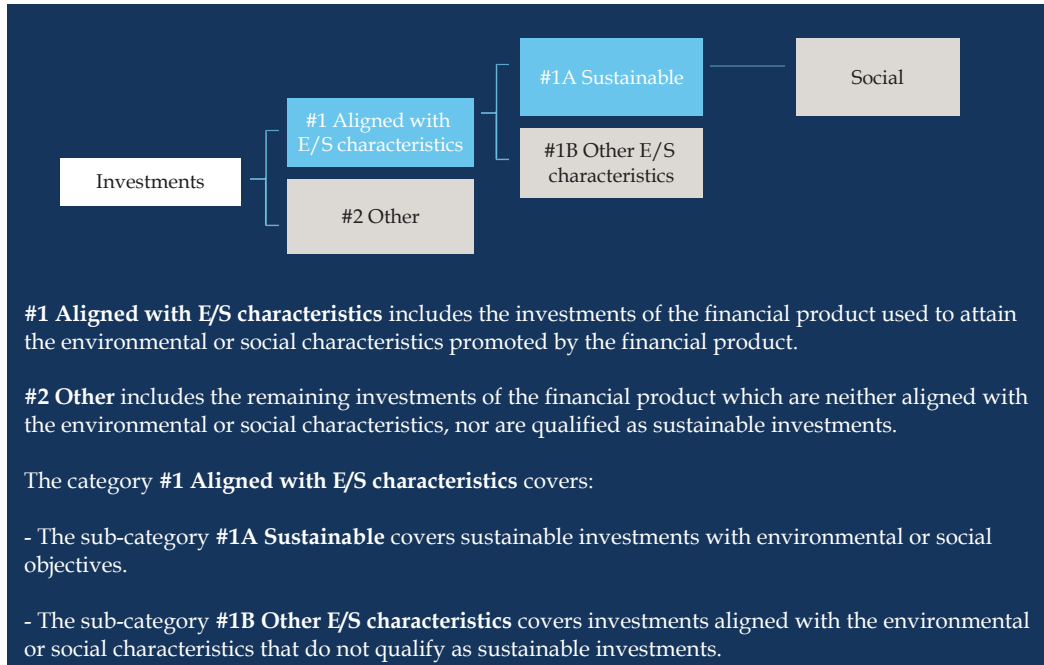 #1A Sustainable
Social
#1 Aligned with
E/S characteristics
#1B Other E/S
characteristics
Investments
#2 Other
#1 Aligned with E/S characteristics includes the investments of the financial product used to attain
the environmental or social characteristics promoted by the financial product.
#2 Other includes the remaining investments of the financial product which are neither aligned with
the environmental or social characteristics, nor are qualified as sustainable investments.
The category #1 Aligned with E/S characteristics covers:
- The sub-category #1A Sustainable covers sustainable investments with environmental or social
objectives.
- The sub-category #1B Other E/S characteristics covers investments aligned with the environmental
or social characteristics that do not qualify as sustainable investments.